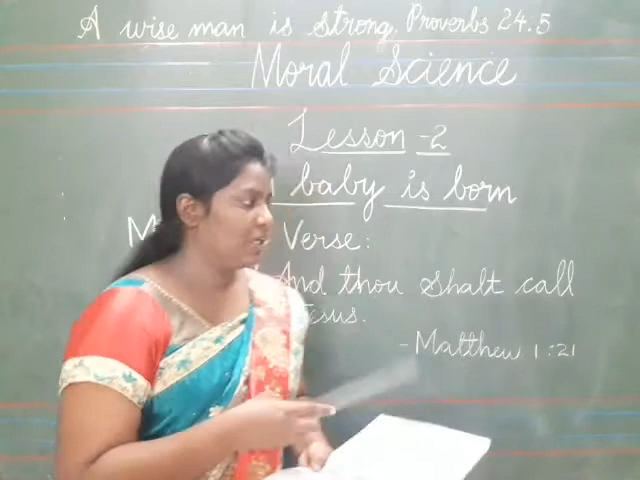 A wise man is strong. Proverbs 24.5
Moral Science
Lesson -2
baby is born
Verse:
And thou shalt call
Jesus.
-Matthew 1:21